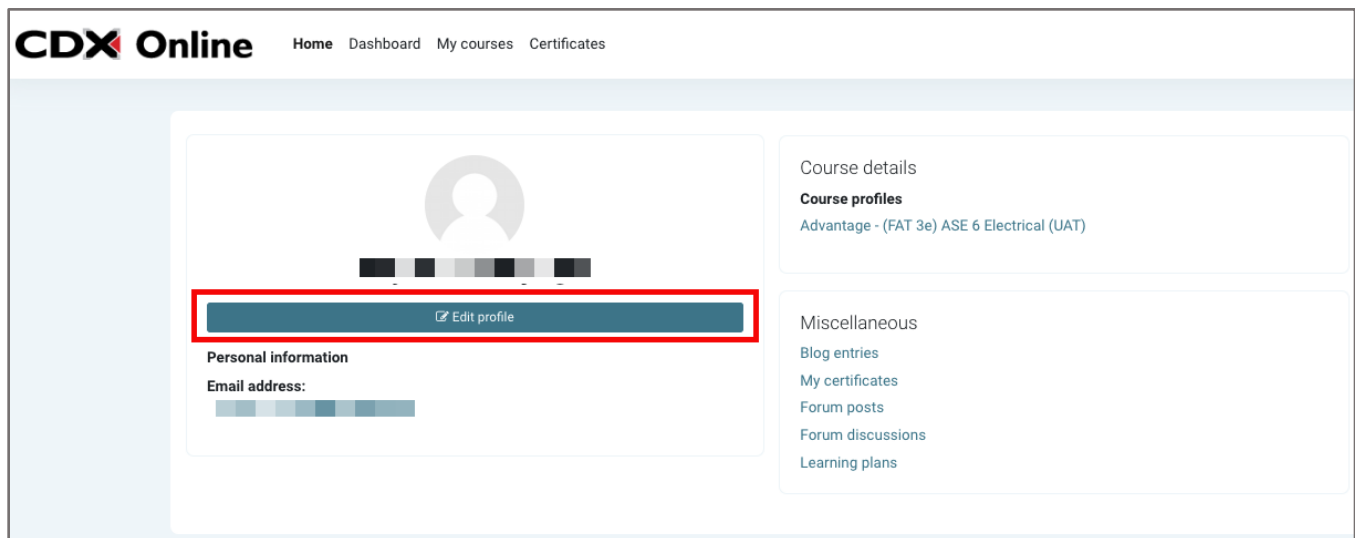 CDX Online
Home Dashboard My courses Certificates
Edit profile
Personal information
Email address:
Course details
Course profiles
Advantage - (FAT 3e) ASE 6 Electrical (UAT)
Miscellaneous
Blog entries
My certificates
Forum posts
Forum discussions
Learning plans